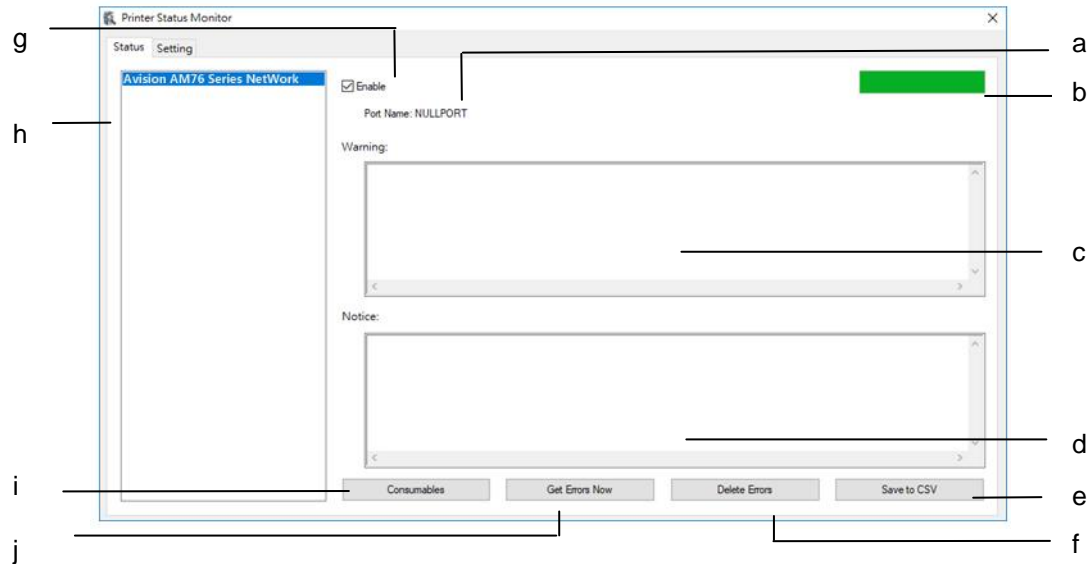 Printer Status Monitor
g
Status Setting
a
Avision AM76 Series NetWork
Enable
b
Port Name: NULLPORT
h
Warning:
c
Notice:
d
i
Consumables Get Errors Now Delete Errors Save to CSV
e
j
f